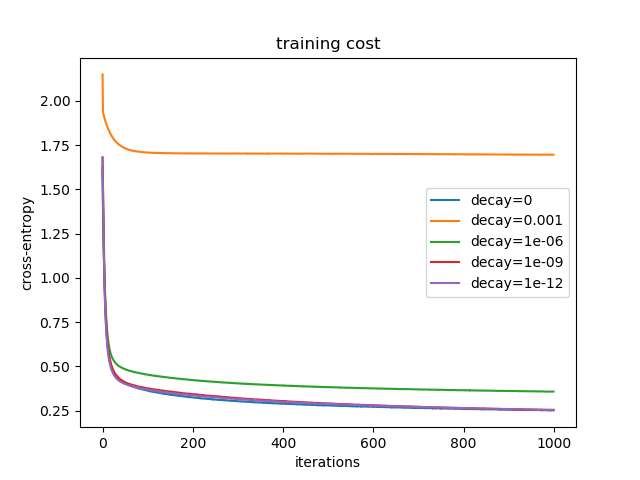 training cost
cross-entropy
2.00
1.75
1.50
1.25
1.00
0.75
0.50
0.25
decay=0
decay=0.001
decay=1e-06
decay=1e-09
decay=1e-12
0 200 400 600 800 1000
iterations